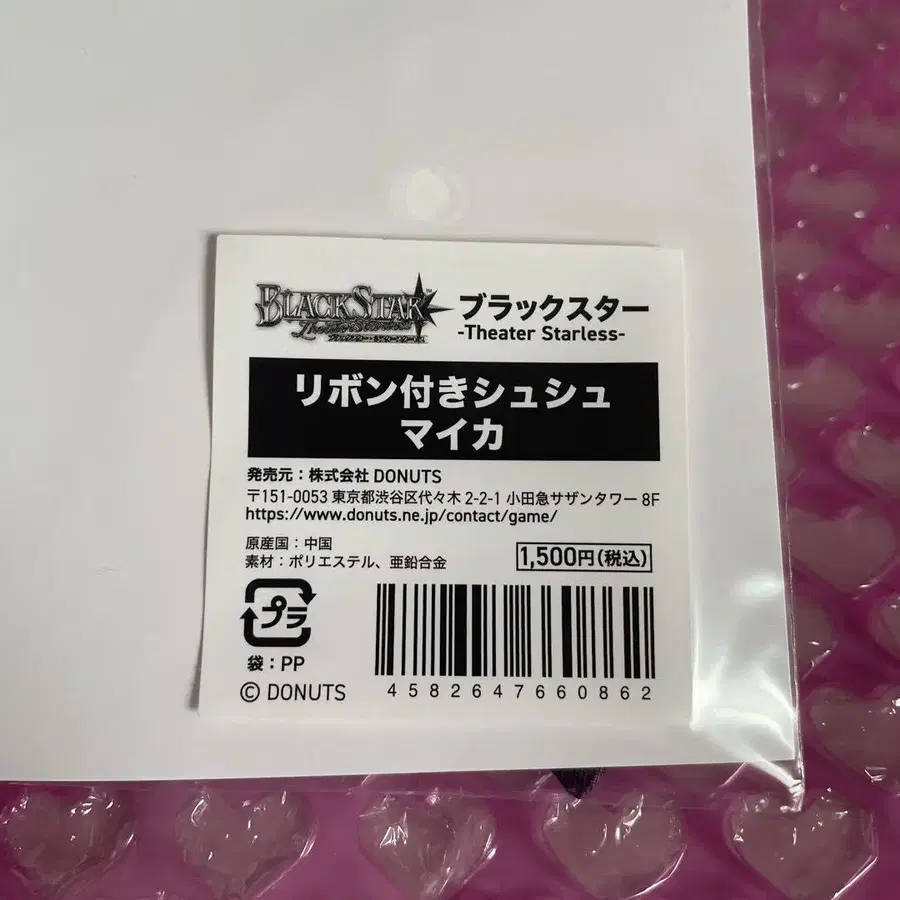 BLACKSTAR™
Theater Starless
ブラックスター
-Theater Starless-
リボン付きシュシュ
マイカ
発売元：株式会社 DONUTS
〒151-0053 東京都渋谷区代々木 2-2-1 小田急サザンタワー 8F
https://www.donuts.ne.jp/contact/game/
原産国：中国
素材：ポリエステル、亜鉛合金
1,500円(税込)
プラ
袋：PP
4582647660862
© DONUTS